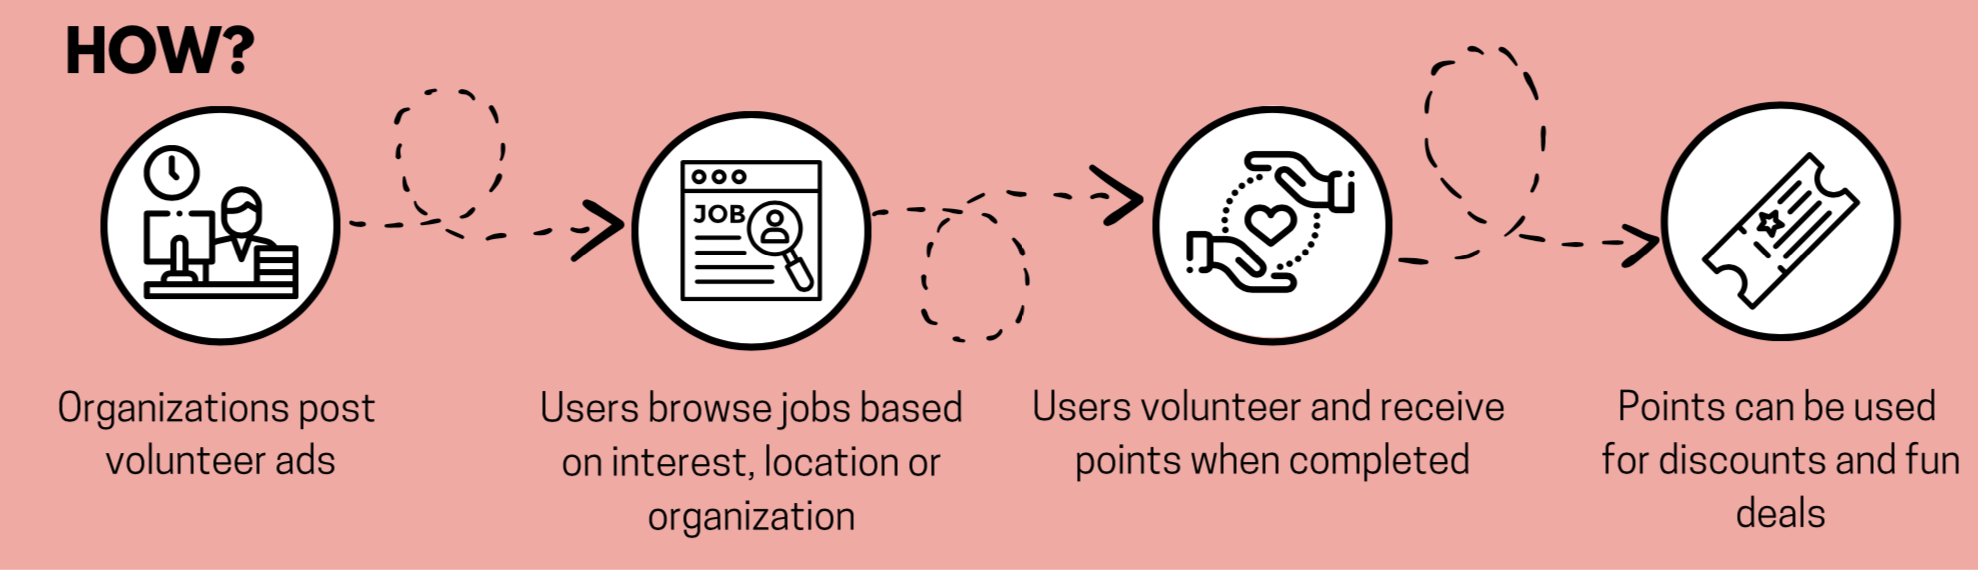 HOW?
JOB
Organizations post
volunteer ads
Users browse jobs based
on interest, location or
organization
Users volunteer and receive
points when completed
Points can be used
for discounts and fun
deals